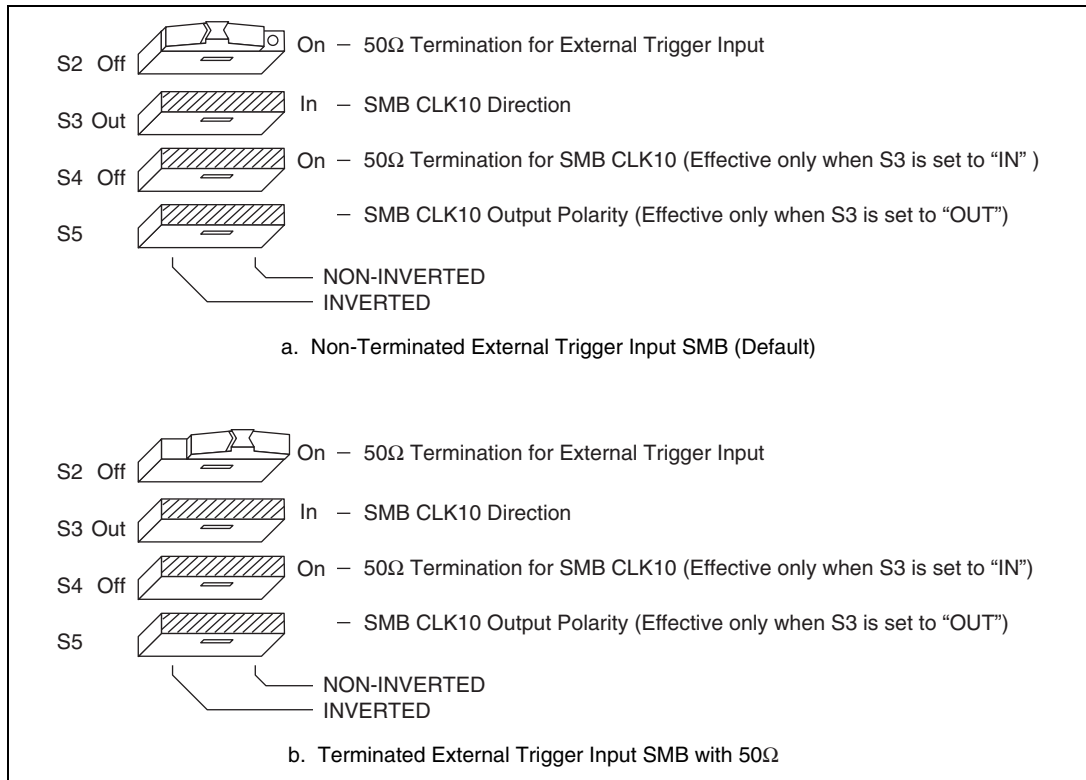 S2 Off On – 50Ω Termination for External Trigger Input
S3 Out In – SMB CLK10 Direction
S4 Off On – 50Ω Termination for SMB CLK10 (Effective only when S3 is set to “IN” )
S5 – SMB CLK10 Output Polarity (Effective only when S3 is set to “OUT”)
NON-INVERTED
INVERTED
a. Non-Terminated External Trigger Input SMB (Default)
S2 Off On – 50Ω Termination for External Trigger Input
S3 Out In – SMB CLK10 Direction
S4 Off On – 50Ω Termination for SMB CLK10 (Effective only when S3 is set to “IN”)
S5 – SMB CLK10 Output Polarity (Effective only when S3 is set to “OUT”)
NON-INVERTED
INVERTED
b. Terminated External Trigger Input SMB with 50Ω